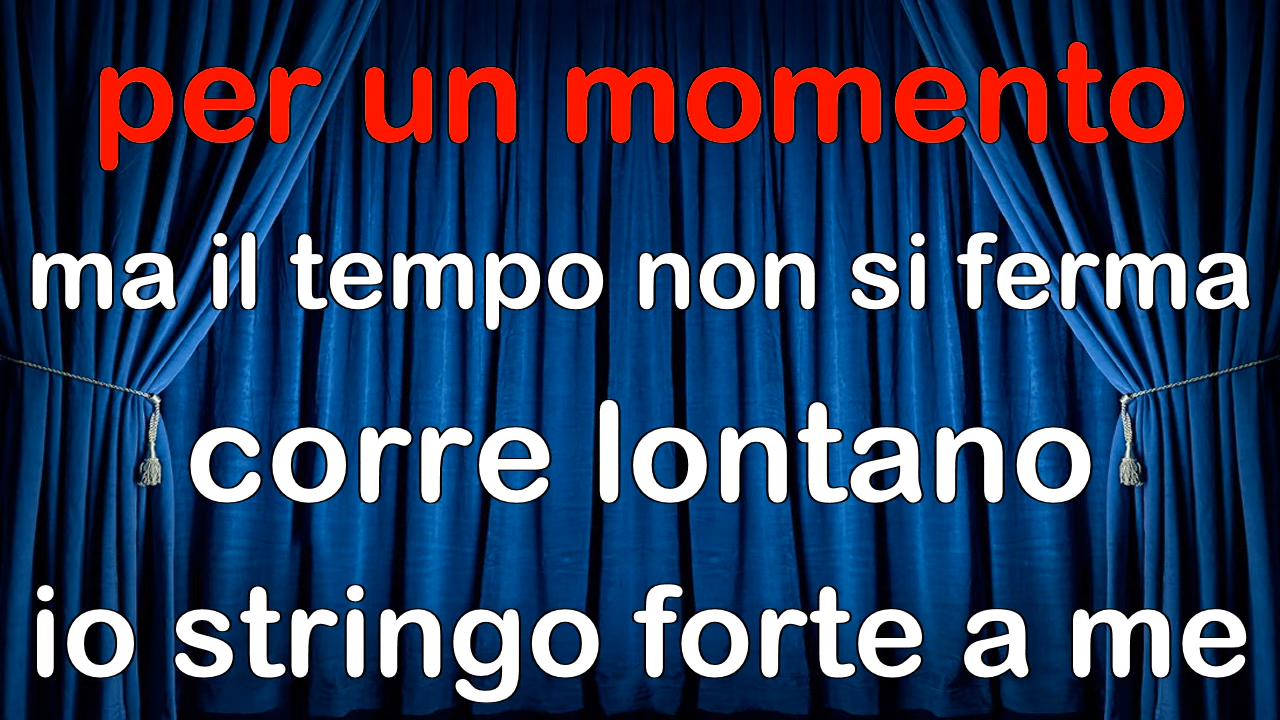 per un momento
ma il tempo non si ferma
corre lontano
io stringo forte a me